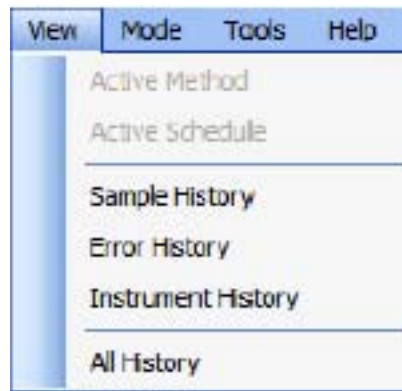 View Mode Tools Help
Active Method
Active Schedule
Sample History
Error History
Instrument History
All History